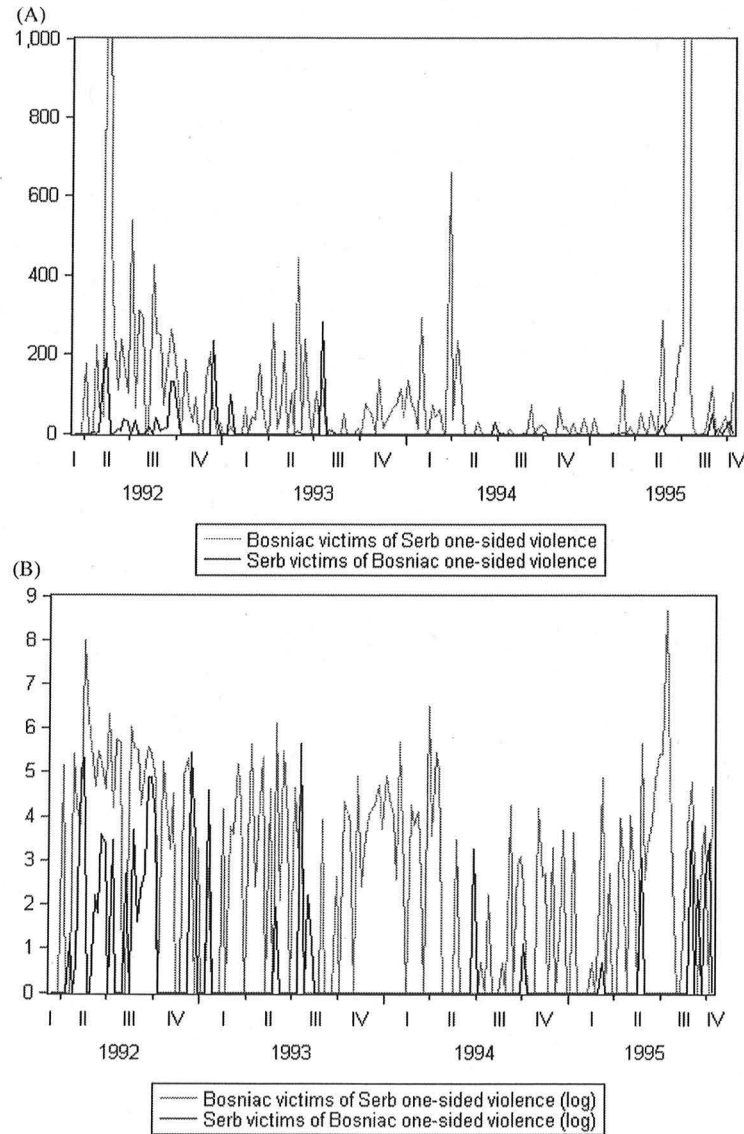 (A)
1,000
800
600
400
200
0
I II III IV I II III IV I II III IV I II III IV
1992 1993 1994 1995
Bosniac victims of Serb one-sided violence
Serb victims of Bosniac one-sided violence
(B)
9
8
7
6
5
4
3
2
1
0
I II III IV I II III IV I II III IV I II III IV
1992 1993 1994 1995
Bosniac victims of Serb one-sided violence (log)
Serb victims of Bosniac one-sided violence (log)